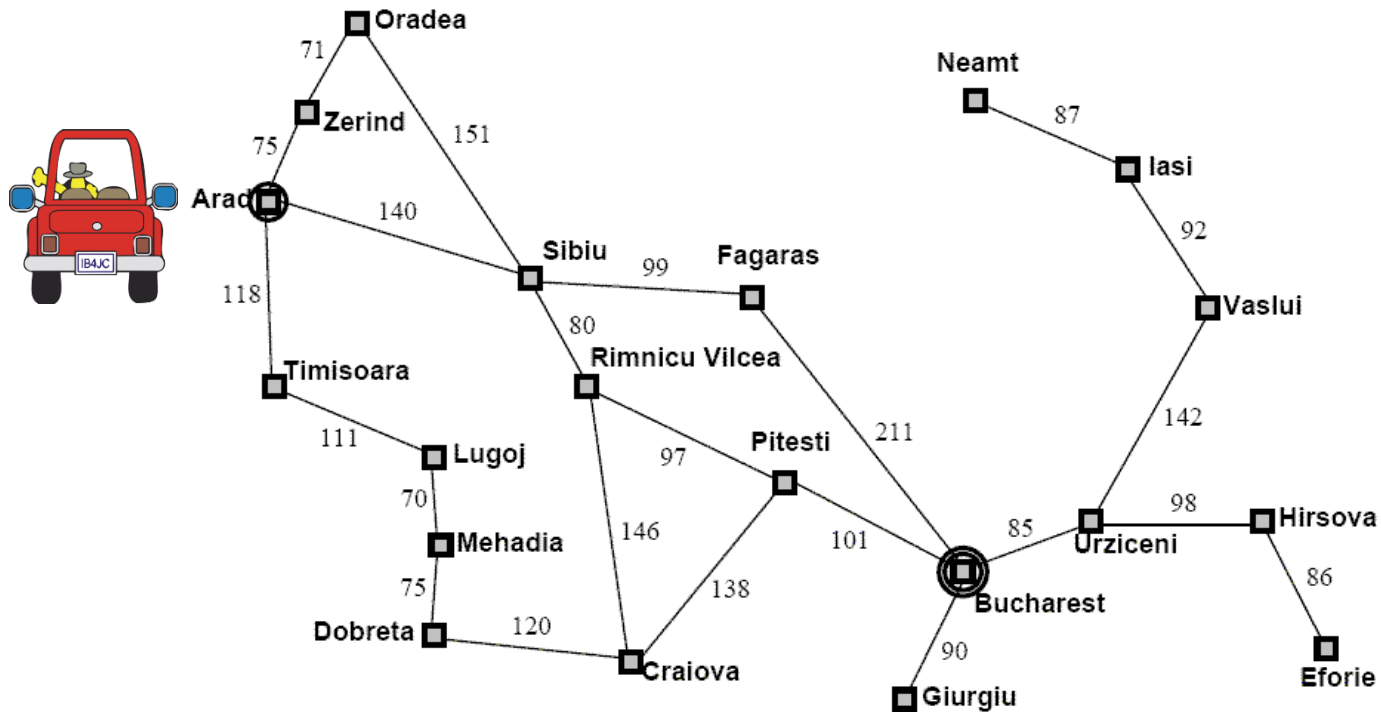 Oradea
71
Neamt
87
Zerind
151
75
Iasi
Arad
140
92
Sibiu
Fagaras
99
IB4JC
118
Vaslui
80
Rimnicu Vilcea
Timisoara
142
211
111
Pitesti
Lugoj
97
70
98
Hirsova
146
101
85
Urziceni
Mehadia
86
75
138
Bucharest
Dobreta
120
90
Craiova
Eforie
Giurgiu